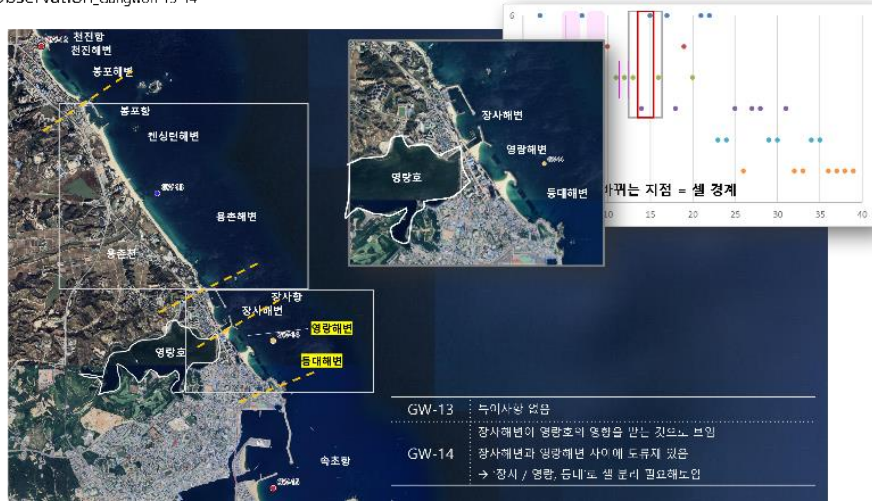 천진항
천진해변
봉포해변
봉포항
켄싱턴해변
용촌해변
용촌천
장사항
장사해변
영랑해변
영랑호
등대해변
속초항
장사해변
영랑해변
영랑호
등대해변
6
바뀌는 지점 = 셀 경계
10 15 20 25 30 35 40
GW-13 특이사항 없음
장사해변이 영랑호의 영향을 받는 것으로 보임
GW-14 장사해변과 영랑해변 사이에 도류제 있음
→ '장사 / 영랑, 등대'로 셀 분리 필요해보임